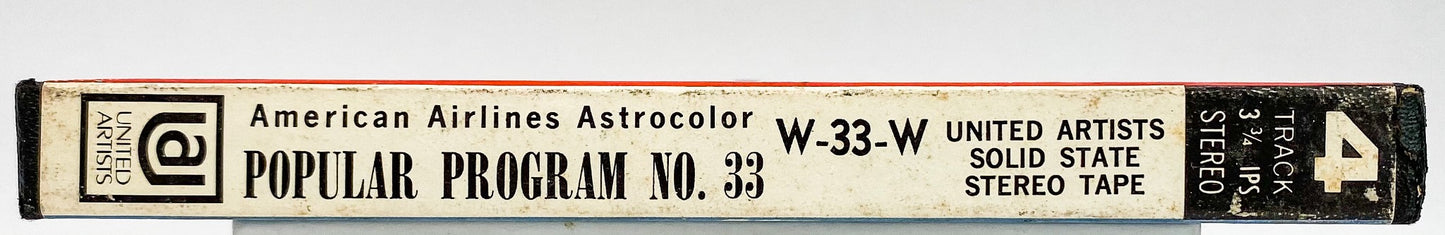 UNITED
ARTISTS
American Airlines Astrocolor
POPULAR PROGRAM NO. 33
W-33-W
UNITED ARTISTS
SOLID STATE
STEREO TAPE
4
TRACK
3 3/4 IPS
STEREO